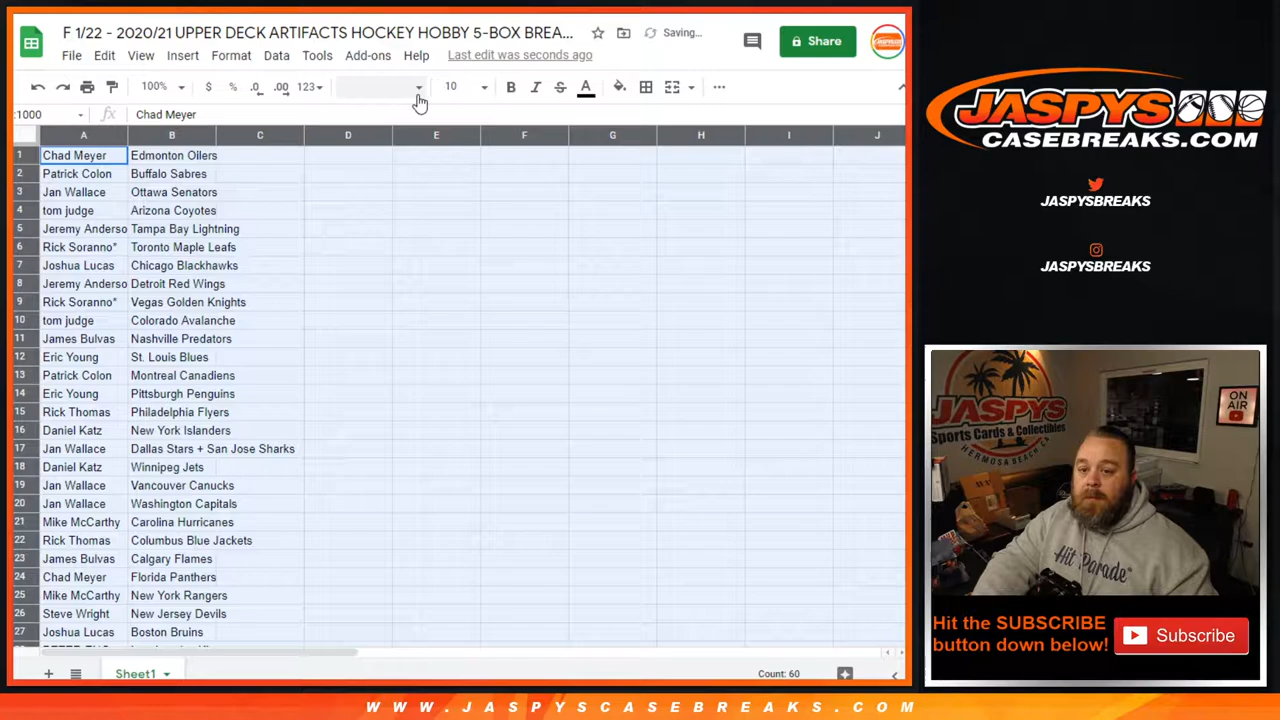 F 1/22 - 2020/21 UPPER DECK ARTIFACTS HOCKEY HOBBY 5-BOX BREA...
Saving...
Share
File Edit View Insert Format Data Tools Add-ons Help Last edit was seconds ago
100% $ % .0 .00 123 10 B I S A
:1000 fx Chad Meyer
A B C D E F G H I J
1 Chad Meyer Edmonton Oilers
2 Patrick Colon Buffalo Sabres
3 Jan Wallace Ottawa Senators
4 tom judge Arizona Coyotes
5 Jeremy Anderso Tampa Bay Lightning
6 Rick Soranno* Toronto Maple Leafs
7 Joshua Lucas Chicago Blackhawks
8 Jeremy Anderso Detroit Red Wings
9 Rick Soranno* Vegas Golden Knights
10 tom judge Colorado Avalanche
11 James Bulvas Nashville Predators
12 Eric Young St. Louis Blues
13 Patrick Colon Montreal Canadiens
14 Eric Young Pittsburgh Penguins
15 Rick Thomas Philadelphia Flyers
16 Daniel Katz New York Islanders
17 Jan Wallace Dallas Stars + San Jose Sharks
18 Daniel Katz Winnipeg Jets
19 Jan Wallace Vancouver Canucks
20 Jan Wallace Washington Capitals
21 Mike McCarthy Carolina Hurricanes
22 Rick Thomas Columbus Blue Jackets
23 James Bulvas Calgary Flames
24 Chad Meyer Florida Panthers
25 Mike McCarthy New York Rangers
26 Steve Wright New Jersey Devils
27 Joshua Lucas Boston Bruins
Sheet1
Count: 60
JASPYS
CASEBREAKS.COM
JASPYSBREAKS
JASPYSBREAKS
JASPYS
Sports Cards & Collectibles
HERMOSA BEACH CA
ON
AIR
Hit Parade
Hit the SUBSCRIBE
button down below!
Subscribe
WWW.JASPYSCASEBREAKS.COM